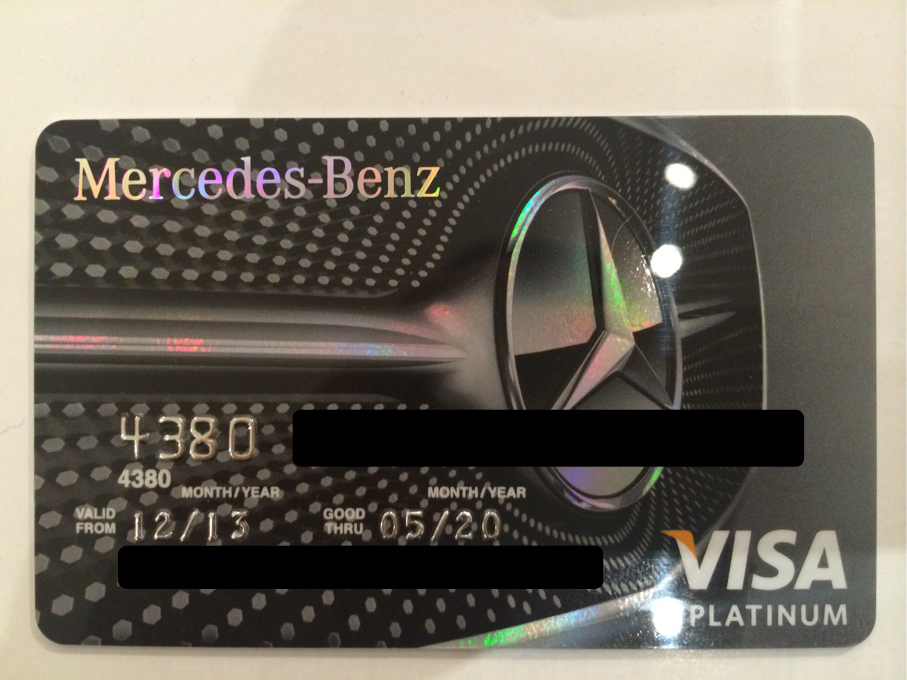 Mercedes-Benz
4380
4380
MONTH/YEAR MONTH/YEAR
VALID FROM 12/13 GOOD THRU 05/20
VISA
PLATINUM